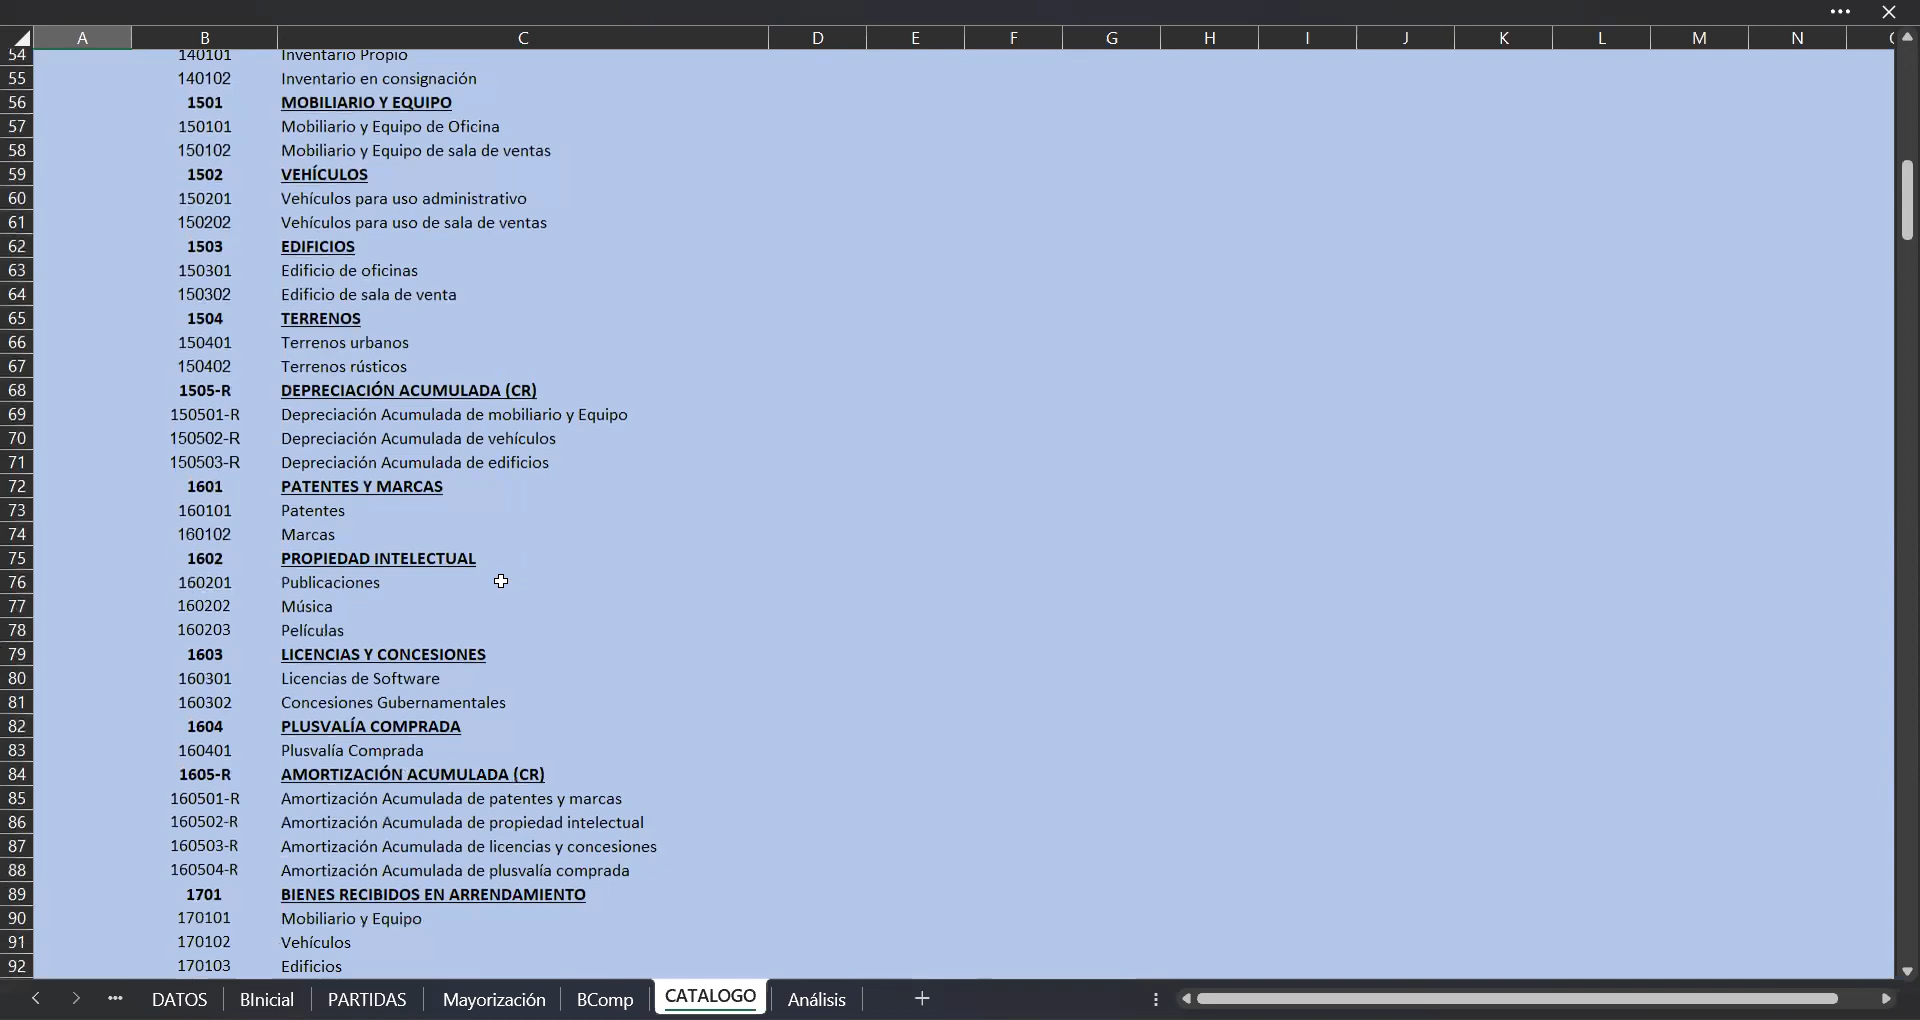 A B C D E F G H I J K L M N
54 140101 Inventario Propio
55 140102 Inventario en consignación
56 1501 MOBILIARIO Y EQUIPO
57 150101 Mobiliario y Equipo de Oficina
58 150102 Mobiliario y Equipo de sala de ventas
59 1502 VEHÍCULOS
60 150201 Vehículos para uso administrativo
61 150202 Vehículos para uso de sala de ventas
62 1503 EDIFICIOS
63 150301 Edificio de oficinas
64 150302 Edificio de sala de venta
65 1504 TERRENOS
66 150401 Terrenos urbanos
67 150402 Terrenos rústicos
68 1505-R DEPRECIACIÓN ACUMULADA (CR)
69 150501-R Depreciación Acumulada de mobiliario y Equipo
70 150502-R Depreciación Acumulada de vehículos
71 150503-R Depreciación Acumulada de edificios
72 1601 PATENTES Y MARCAS
73 160101 Patentes
74 160102 Marcas
75 1602 PROPIEDAD INTELECTUAL
76 160201 Publicaciones
77 160202 Música
78 160203 Películas
79 1603 LICENCIAS Y CONCESIONES
80 160301 Licencias de Software
81 160302 Concesiones Gubernamentales
82 1604 PLUSVALÍA COMPRADA
83 160401 Plusvalía Comprada
84 1605-R AMORTIZACIÓN ACUMULADA (CR)
85 160501-R Amortización Acumulada de patentes y marcas
86 160502-R Amortización Acumulada de propiedad intelectual
87 160503-R Amortización Acumulada de licencias y concesiones
88 160504-R Amortización Acumulada de plusvalía comprada
89 1701 BIENES RECIBIDOS EN ARRENDAMIENTO
90 170101 Mobiliario y Equipo
91 170102 Vehículos
92 170103 Edificios
DATOS BInicial PARTIDAS Mayorización BComp CATALOGO Análisis